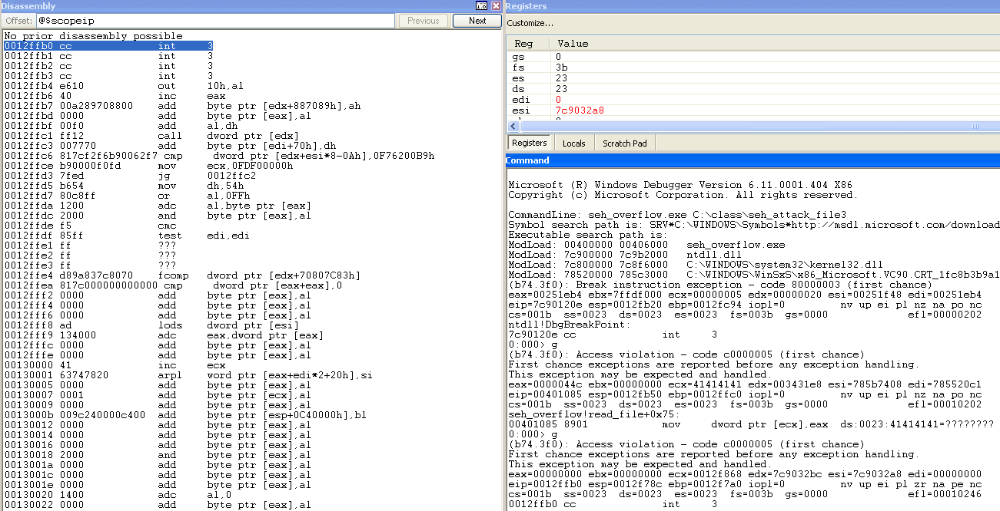 Disassembly
Offset: @$scopeip Previous Next
No prior disassembly possible
0012ffb0 cc int 3
0012ffb1 cc int 3
0012ffb2 cc int 3
0012ffb3 cc int 3
0012ffb4 e610 out 10h,al
0012ffb6 40 inc eax
0012ffb7 00a289708800 add byte ptr [edx+887089h],ah
0012ffbd 0000 add byte ptr [eax],al
0012ffbf 00f0 add al,dh
0012ffc1 ff12 call dword ptr [edx]
0012ffc3 007770 add byte ptr [edi+70h],dh
0012ffc6 817cf2f6b90062f7 cmp dword ptr [edx+esi*8-0Ah],0F76200B9h
0012ffce b90000f0fd mov ecx,0FDF00000h
0012ffd3 7fed jg 0012ffc2
0012ffd5 b654 mov dh,54h
0012ffd7 80c8ff or al,0FFh
0012ffda 1200 adc al,byte ptr [eax]
0012ffdc 2000 and byte ptr [eax],al
0012ffde f5 cmc
0012ffdf 85ff test edi,edi
0012ffe1 ff ???
0012ffe2 ff ???
0012ffe3 ff ???
0012ffe4 d89a837c8070 fcomp dword ptr [edx+70807C83h]
0012ffea 817c000000000000 cmp dword ptr [eax+eax],0
0012fff2 0000 add byte ptr [eax],al
0012fff4 0000 add byte ptr [eax],al
0012fff6 0000 add byte ptr [eax],al
0012fff8 ad lods dword ptr [esi]
0012fff9 134000 adc eax,dword ptr [eax]
0012fffc 0000 add byte ptr [eax],al
0012fffe 0000 add byte ptr [eax],al
00130000 41 inc ecx
00130001 63747820 arpl word ptr [eax+edi*2+20h],si
00130005 0000 add byte ptr [eax],al
00130007 0001 add byte ptr [ecx],al
00130009 0000 add byte ptr [eax],al
0013000b 009c240000c400 add byte ptr [esp+0C40000h],bl
00130012 0000 add byte ptr [eax],al
00130014 0000 add byte ptr [eax],al
00130016 0000 add byte ptr [eax],al
00130018 2000 and byte ptr [eax],al
0013001a 0000 add byte ptr [eax],al
0013001c 0000 add byte ptr [eax],al
0013001e 0000 add byte ptr [eax],al
00130020 1400 adc al,0
00130022 0000 add byte ptr [eax],al
Registers
Customize...
Reg Value
gs 0
fs 3b
es 23
ds 23
edi 0
esi 7c9032a8
Registers Locals Scratch Pad
Command
Microsoft (R) Windows Debugger Version 6.11.0001.404 X86
Copyright (c) Microsoft Corporation. All rights reserved.
CommandLine: seh_overflow.exe C:\class\seh_attack_file3
Symbol search path is: SRV*C:\WINDOWS\Symbols*http://msdl.microsoft.com/download
Executable search path is:
ModLoad: 00400000 00406000 seh_overflow.exe
ModLoad: 7c900000 7c9b2000 ntdll.dll
ModLoad: 7c800000 7c8f6000 C:\WINDOWS\system32\kernel32.dll
ModLoad: 78520000 785c3000 C:\WINDOWS\WinSxS\x86_Microsoft.VC90.CRT_1fc8b3b9a1
(b74.3f0): Break instruction exception - code 80000003 (first chance)
eax=00251eb4 ebx=7ffdf000 ecx=00000005 edx=00000020 esi=00251f48 edi=00251eb4
eip=7c90120e esp=0012fb20 ebp=0012fc94 iopl=0 nv up ei pl nz na po nc
cs=001b ss=0023 ds=0023 es=0023 fs=003b gs=0000 efl=00000202
ntdll!DbgBreakPoint:
7c90120e cc int 3
0:000> g
(b74.3f0): Access violation - code c0000005 (first chance)
First chance exceptions are reported before any exception handling.
This exception may be expected and handled.
eax=0000044c ebx=00000000 ecx=41414141 edx=003431e8 esi=785b7408 edi=785520c1
eip=00401085 esp=0012fb50 ebp=0012ffc0 iopl=0 nv up ei pl nz na po nc
cs=001b ss=0023 ds=0023 es=0023 fs=003b gs=0000 efl=00010202
seh_overflow!read_file+0x75:
00401085 8901 mov dword ptr [ecx],eax ds:0023:41414141=????????
0:000> g
(b74.3f0): Access violation - code c0000005 (first chance)
First chance exceptions are reported before any exception handling.
This exception may be expected and handled.
eax=00000000 ebx=00000000 ecx=0012f868 edx=7c9032bc esi=7c9032a8 edi=00000000
eip=0012ffb0 esp=0012f78c ebp=0012f7a0 iopl=0 nv up ei pl zr na pe nc
cs=001b ss=0023 ds=0023 es=0023 fs=003b gs=0000 efl=00010246
0012ffb0 cc int 3